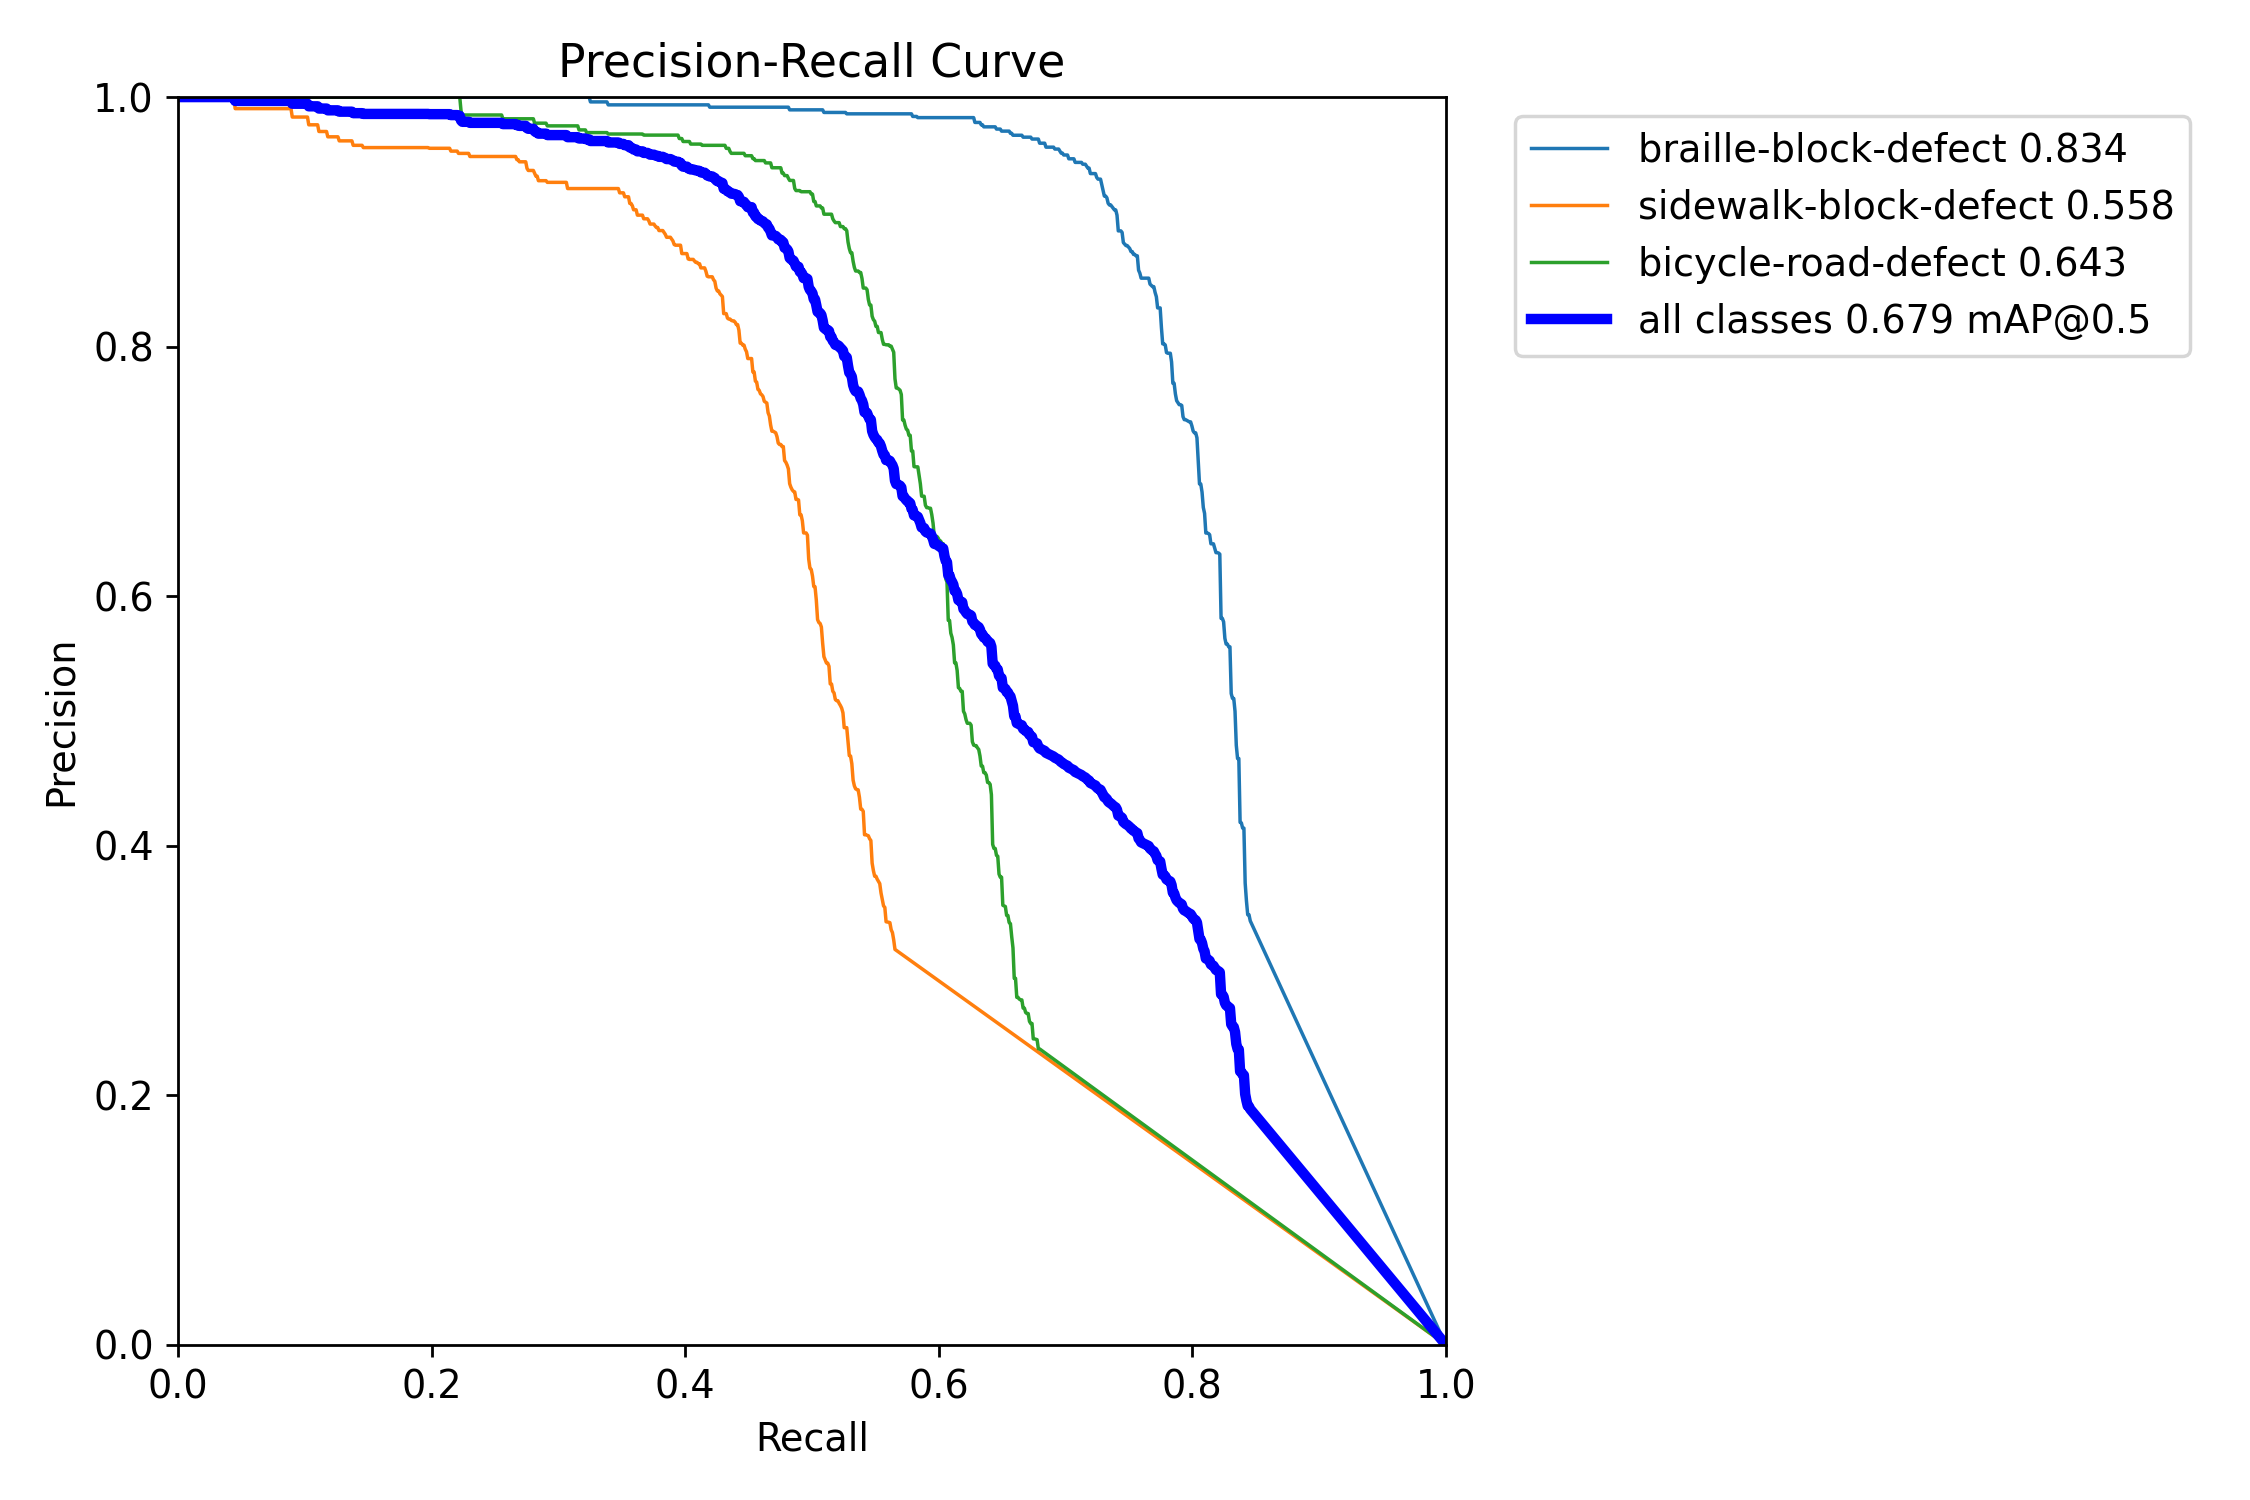 Precision-Recall Curve
braille-block-defect 0.834
sidewalk-block-defect 0.558
bicycle-road-defect 0.643
all classes 0.679 mAP@0.5
Precision
1.0
0.8
0.6
0.4
0.2
0.0
0.0 0.2 0.4 0.6 0.8 1.0
Recall